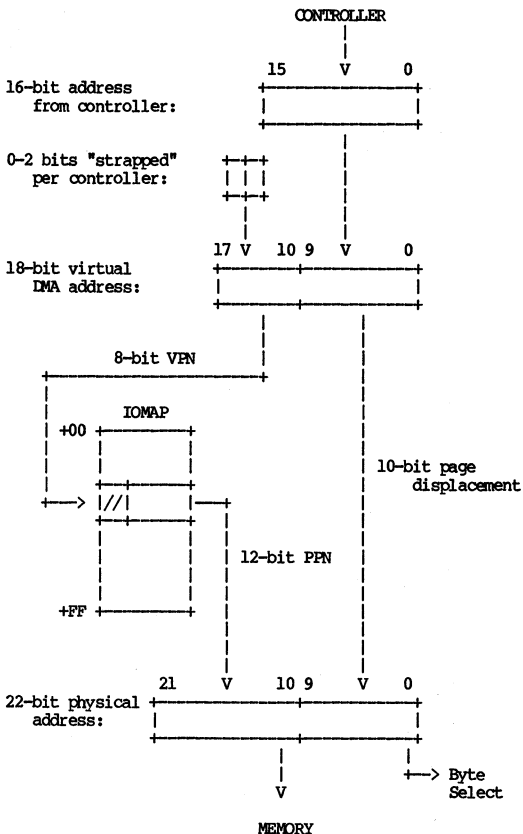 CONTROLLER
15 V 0
16-bit address
from controller:
0-2 bits "strapped"
per controller:
17 V 10 9 V 0
18-bit virtual
DMA address:
8-bit VPN
IOMAP
+00
10-bit page
displacement
//
12-bit PPN
+FF
21 V 10 9 V 0
22-bit physical
address:
Byte
Select
V
MEMORY